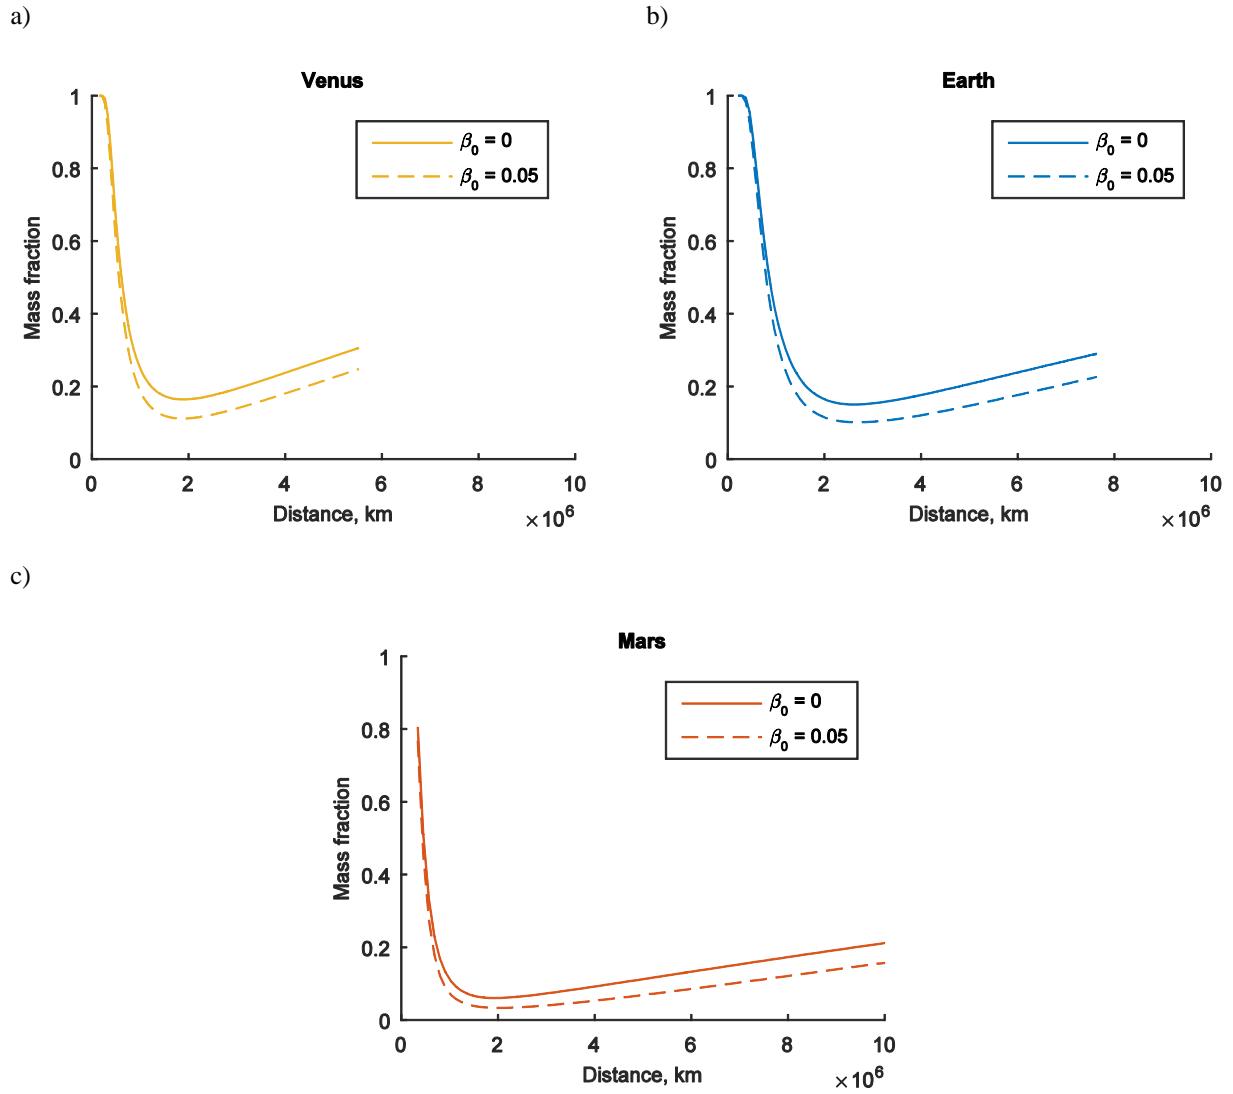 a)
Venus
β0 = 0
β0 = 0.05
Mass fraction
1
0.8
0.6
0.4
0.2
0
0 2 4 6 8 10
Distance, km
×10^6
b)
Earth
β0 = 0
β0 = 0.05
Mass fraction
1
0.8
0.6
0.4
0.2
0
0 2 4 6 8 10
Distance, km
×10^6
c)
Mars
β0 = 0
β0 = 0.05
Mass fraction
1
0.8
0.6
0.4
0.2
0
0 2 4 6 8 10
Distance, km
×10^6